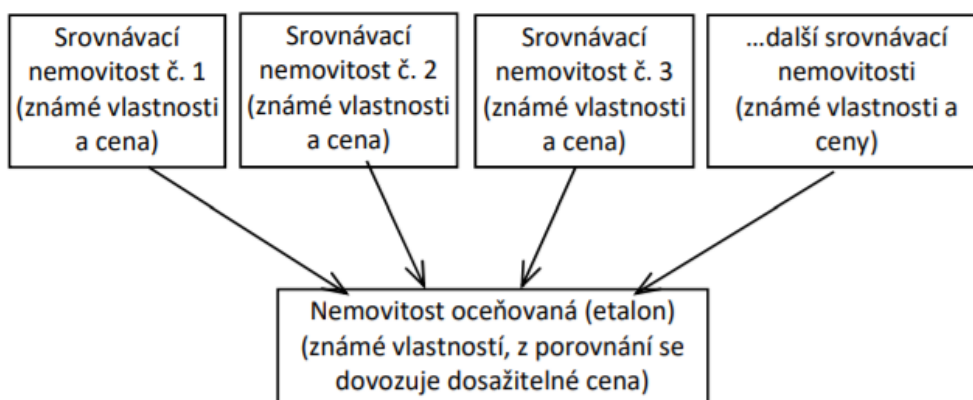 Srovnávací
nemovitost č. 1
(známé vlastnosti
a cena)
Srovnávací
nemovitost č. 2
(známé vlastnosti
a cena)
Srovnávací
nemovitost č. 3
(známé vlastnosti
a cena)
...další srovnávací
nemovitosti
(známé vlastnosti a
ceny)
Nemovitost oceňovaná (etalon)
(známé vlastností, z porovnání se
dovozuje dosažitelné cena)